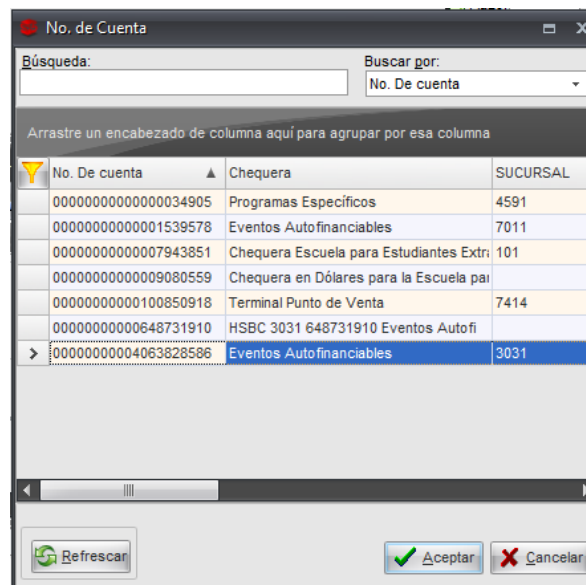 No. de Cuenta
Búsqueda:
Buscar por:
No. De cuenta
Arrastre un encabezado de columna aquí para agrupar por esa columna
No. De cuenta Chequera SUCURSAL
00000000000000034905 Programas Específicos 4591
00000000000001539578 Eventos Autofinanciables 7011
00000000000007943851 Chequera Escuela para Estudiantes Extr 101
00000000000009080559 Chequera en Dólares para la Escuela par
00000000000100850918 Terminal Punto de Venta 7414
00000000000648731910 HSBC 3031 648731910 Eventos Autofi
00000000004063828586 Eventos Autofinanciables 3031
Refrescar Aceptar Cancelar